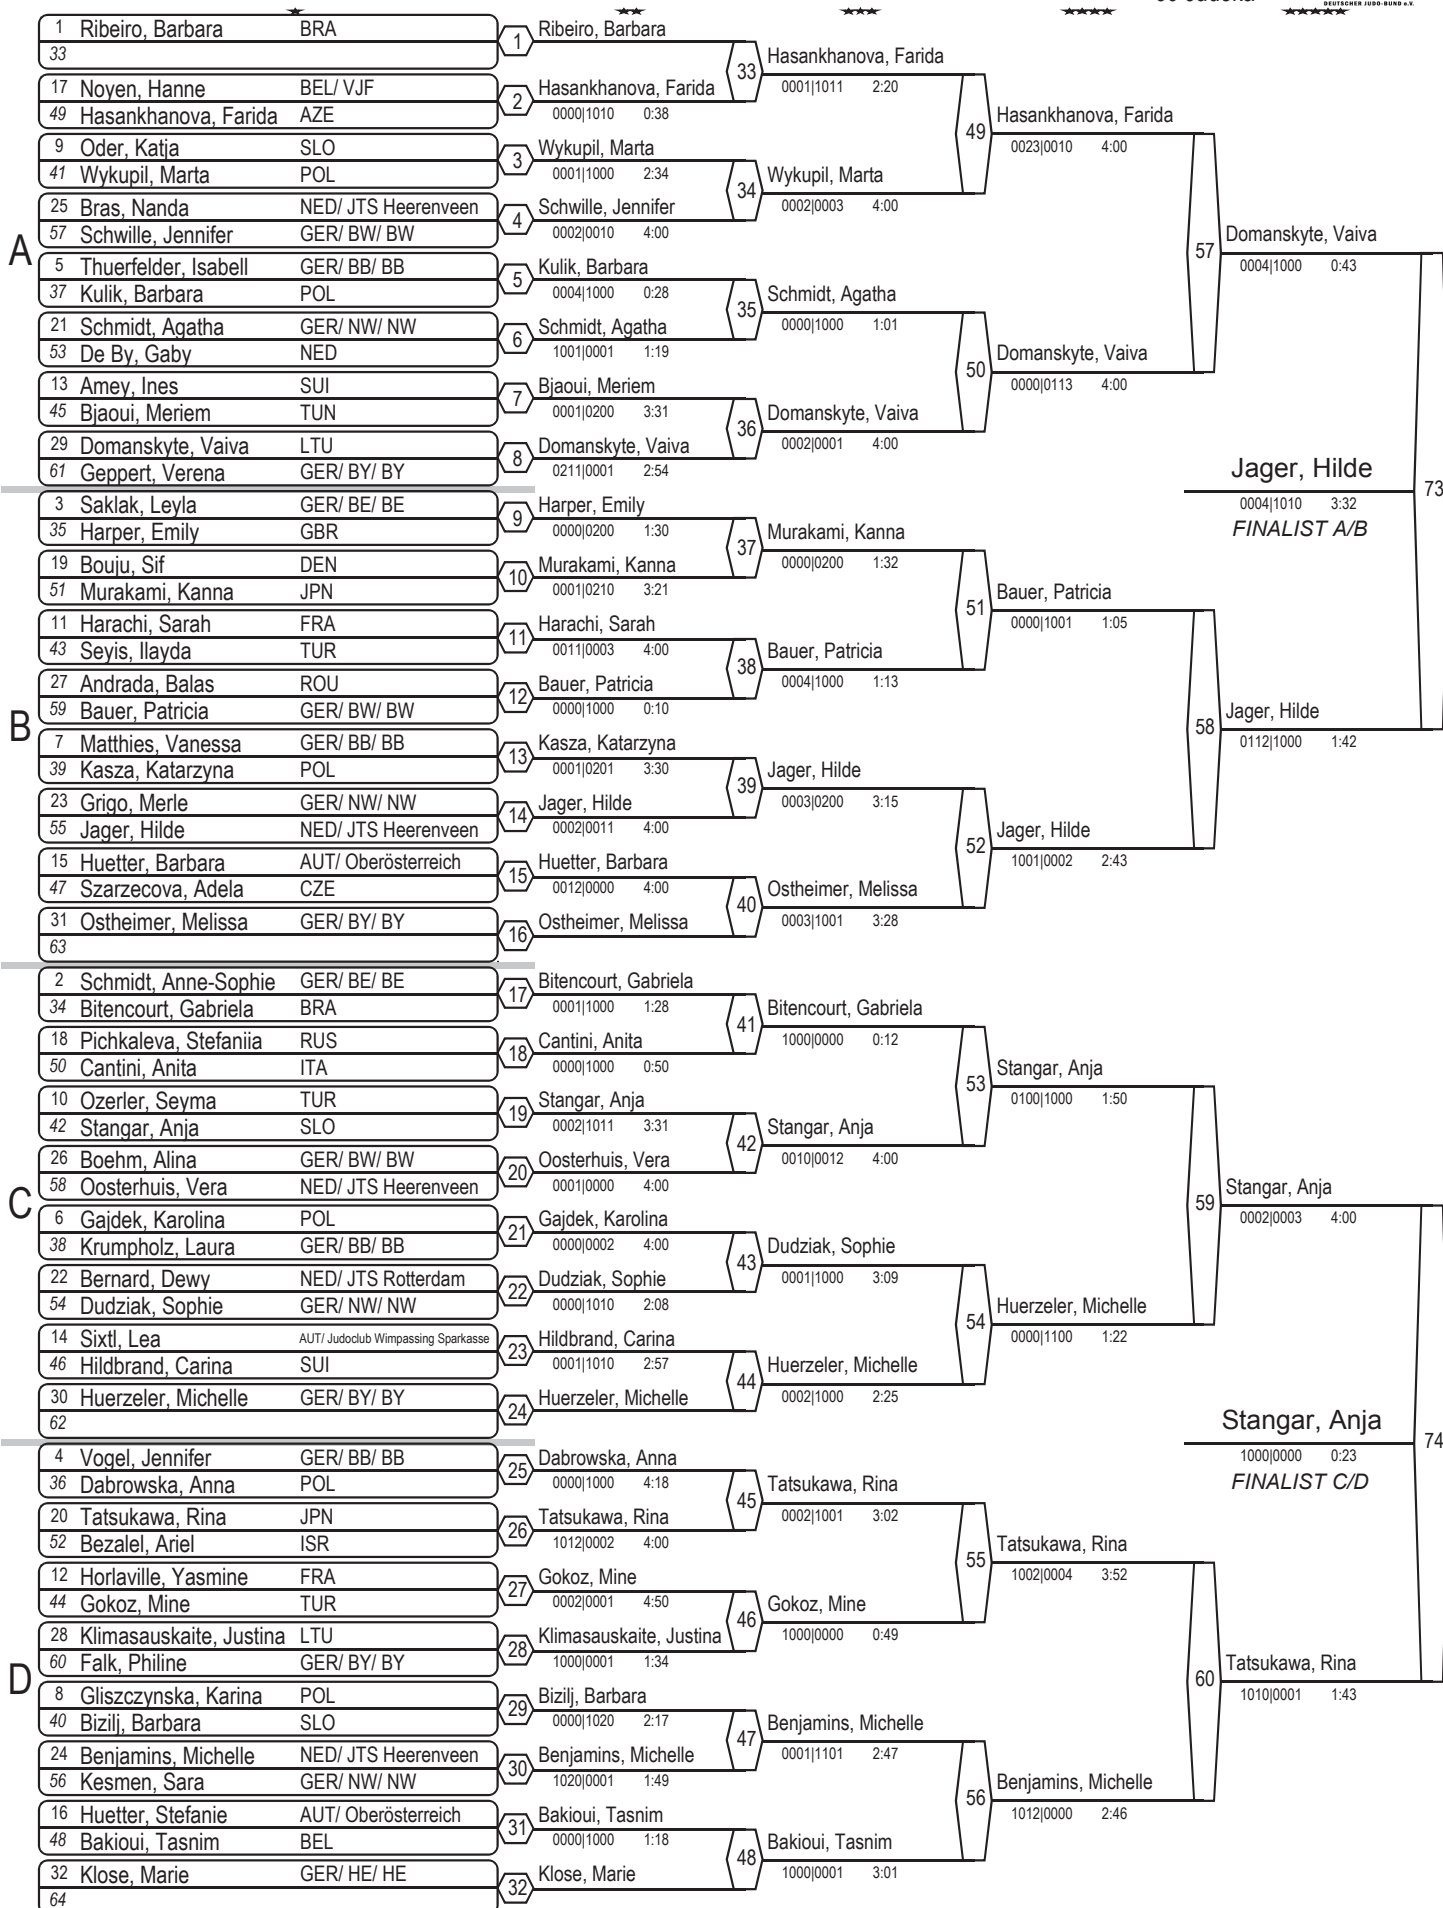 DEUTSCHER JUDO-BUND e.V.
1 Ribeiro, Barbara BRA
33
17 Noyen, Hanne BEL/ VJF
49 Hasankhanova, Farida AZE
9 Oder, Katja SLO
41 Wykupil, Marta POL
25 Bras, Nanda NED/ JTS Heerenveen
57 Schwille, Jennifer GER/ BW/ BW
A
5 Thuerfelder, Isabell GER/ BB/ BB
37 Kulik, Barbara POL
21 Schmidt, Agatha GER/ NW/ NW
53 De By, Gaby NED
13 Amey, Ines SUI
45 Bjaoui, Meriem TUN
29 Domanskyte, Vaiva LTU
61 Geppert, Verena GER/ BY/ BY
3 Saklak, Leyla GER/ BE/ BE
35 Harper, Emily GBR
19 Bouju, Sif DEN
51 Murakami, Kanna JPN
11 Harachi, Sarah FRA
43 Seyis, Ilayda TUR
27 Andrada, Balas ROU
59 Bauer, Patricia GER/ BW/ BW
B
7 Matthies, Vanessa GER/ BB/ BB
39 Kasza, Katarzyna POL
23 Grigo, Merle GER/ NW/ NW
55 Jager, Hilde NED/ JTS Heerenveen
15 Huetter, Barbara AUT/ Oberösterreich
47 Szarzecova, Adela CZE
31 Ostheimer, Melissa GER/ BY/ BY
63
2 Schmidt, Anne-Sophie GER/ BE/ BE
34 Bitencourt, Gabriela BRA
18 Pichkaleva, Stefaniia RUS
50 Cantini, Anita ITA
10 Ozerler, Seyma TUR
42 Stangar, Anja SLO
26 Boehm, Alina GER/ BW/ BW
58 Oosterhuis, Vera NED/ JTS Heerenveen
C
6 Gajdek, Karolina POL
38 Krumpholz, Laura GER/ BB/ BB
22 Bernard, Dewy NED/ JTS Rotterdam
54 Dudziak, Sophie GER/ NW/ NW
14 Sixtl, Lea AUT/ Judoclub Wimpassing Sparkasse
46 Hildbrand, Carina SUI
30 Huerzeler, Michelle GER/ BY/ BY
62
4 Vogel, Jennifer GER/ BB/ BB
36 Dabrowska, Anna POL
20 Tatsukawa, Rina JPN
52 Bezalel, Ariel ISR
12 Horlaville, Yasmine FRA
44 Gokoz, Mine TUR
28 Klimasauskaite, Justina LTU
60 Falk, Philine GER/ BY/ BY
D
8 Gliszczynska, Karina POL
40 Bizilj, Barbara SLO
24 Benjamins, Michelle NED/ JTS Heerenveen
56 Kesmen, Sara GER/ NW/ NW
16 Huetter, Stefanie AUT/ Oberösterreich
48 Bakioui, Tasnim BEL
32 Klose, Marie GER/ HE/ HE
64
1 Ribeiro, Barbara
2 Hasankhanova, Farida
0000|1010 0:38
3 Wykupil, Marta
0001|1000 2:34
4 Schwille, Jennifer
0002|0010 4:00
5 Kulik, Barbara
0004|1000 0:28
6 Schmidt, Agatha
1001|0001 1:19
7 Bjaoui, Meriem
0001|0200 3:31
8 Domanskyte, Vaiva
0211|0001 2:54
9 Harper, Emily
0000|0200 1:30
10 Murakami, Kanna
0001|0210 3:21
11 Harachi, Sarah
0011|0003 4:00
12 Bauer, Patricia
0000|1000 0:10
13 Kasza, Katarzyna
0001|0201 3:30
14 Jager, Hilde
0002|0011 4:00
15 Huetter, Barbara
0012|0000 4:00
16 Ostheimer, Melissa
17 Bitencourt, Gabriela
0001|1000 1:28
18 Cantini, Anita
0000|1000 0:50
19 Stangar, Anja
0002|1011 3:31
20 Oosterhuis, Vera
0001|0000 4:00
21 Gajdek, Karolina
0000|0002 4:00
22 Dudziak, Sophie
0000|1010 2:08
23 Hildbrand, Carina
0001|1010 2:57
24 Huerzeler, Michelle
25 Dabrowska, Anna
0000|1000 4:18
26 Tatsukawa, Rina
1012|0002 4:00
27 Gokoz, Mine
0002|0001 4:50
28 Klimasauskaite, Justina
1000|0001 1:34
29 Bizilj, Barbara
0000|1020 2:17
30 Benjamins, Michelle
1020|0001 1:49
31 Bakioui, Tasnim
0000|1000 1:18
32 Klose, Marie
33 Hasankhanova, Farida
0001|1011 2:20
34 Wykupil, Marta
0002|0003 4:00
35 Schmidt, Agatha
0000|1000 1:01
36 Domanskyte, Vaiva
0002|0001 4:00
37 Murakami, Kanna
0000|0200 1:32
38 Bauer, Patricia
0004|1000 1:13
39 Jager, Hilde
0003|0200 3:15
40 Ostheimer, Melissa
0003|1001 3:28
41 Bitencourt, Gabriela
1000|0000 0:12
42 Stangar, Anja
0010|0012 4:00
43 Dudziak, Sophie
0001|1000 3:09
44 Huerzeler, Michelle
0002|1000 2:25
45 Tatsukawa, Rina
0002|1001 3:02
46 Gokoz, Mine
1000|0000 0:49
47 Benjamins, Michelle
0001|1101 2:47
48 Bakioui, Tasnim
1000|0001 3:01
49 Hasankhanova, Farida
0023|0010 4:00
50 Domanskyte, Vaiva
0000|0113 4:00
51 Bauer, Patricia
0000|1001 1:05
52 Jager, Hilde
1001|0002 2:43
53 Stangar, Anja
0100|1000 1:50
54 Huerzeler, Michelle
0000|1100 1:22
55 Tatsukawa, Rina
1002|0004 3:52
56 Benjamins, Michelle
1012|0000 2:46
57 Domanskyte, Vaiva
0004|1000 0:43
58 Jager, Hilde
0112|1000 1:42
59 Stangar, Anja
0002|0003 4:00
60 Tatsukawa, Rina
1010|0001 1:43
Jager, Hilde 73
0004|1010 3:32
FINALIST A/B
Stangar, Anja 74
1000|0000 0:23
FINALIST C/D